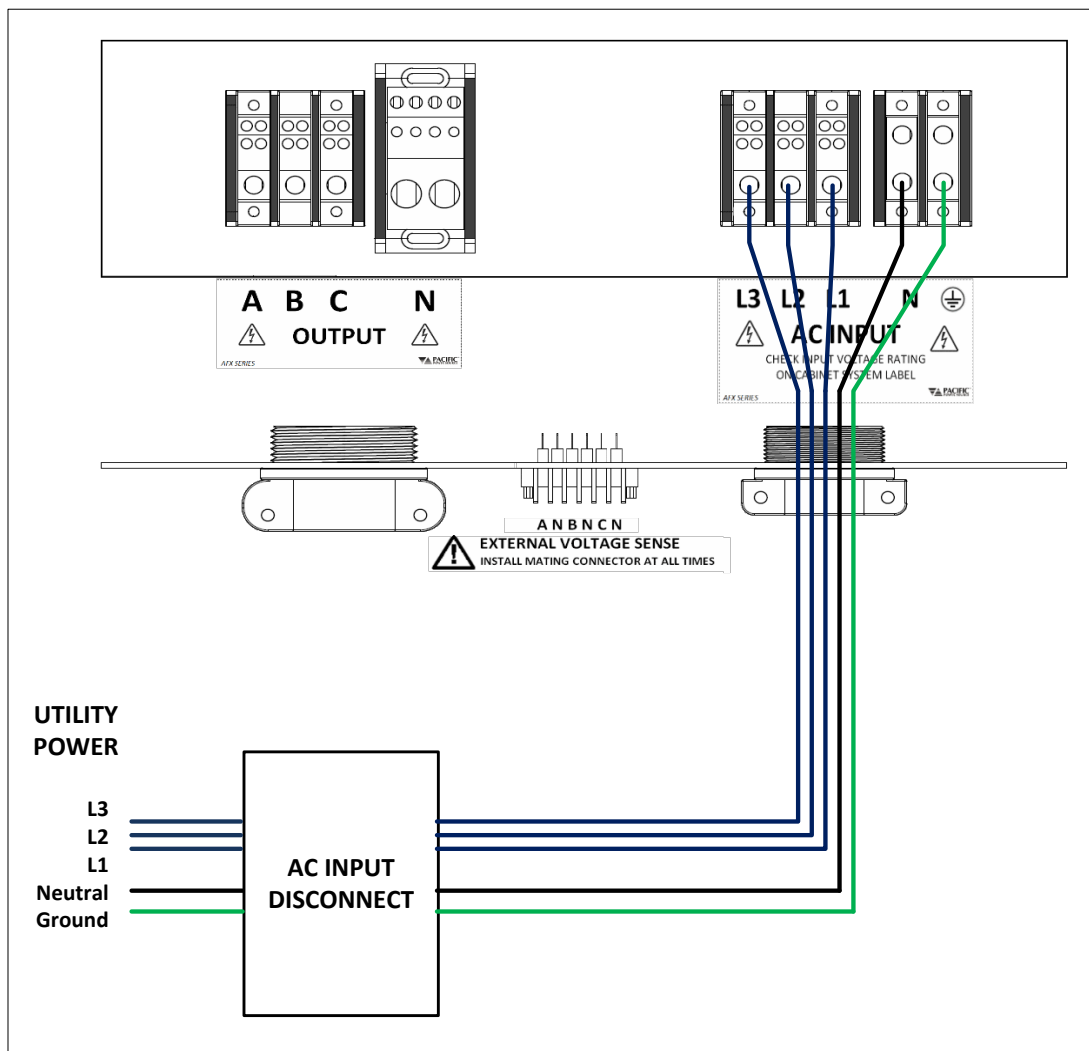 A B C N
OUTPUT
AFX SERIES
PACIFIC
L3 L2 L1 N
AC INPUT
CHECK INPUT VOLTAGE RATING
ON CABINET SYSTEM LABEL
AFX SERIES
PACIFIC
A N B N C N
EXTERNAL VOLTAGE SENSE
INSTALL MATING CONNECTOR AT ALL TIMES
UTILITY
POWER
L3
L2
L1
Neutral
Ground
AC INPUT
DISCONNECT